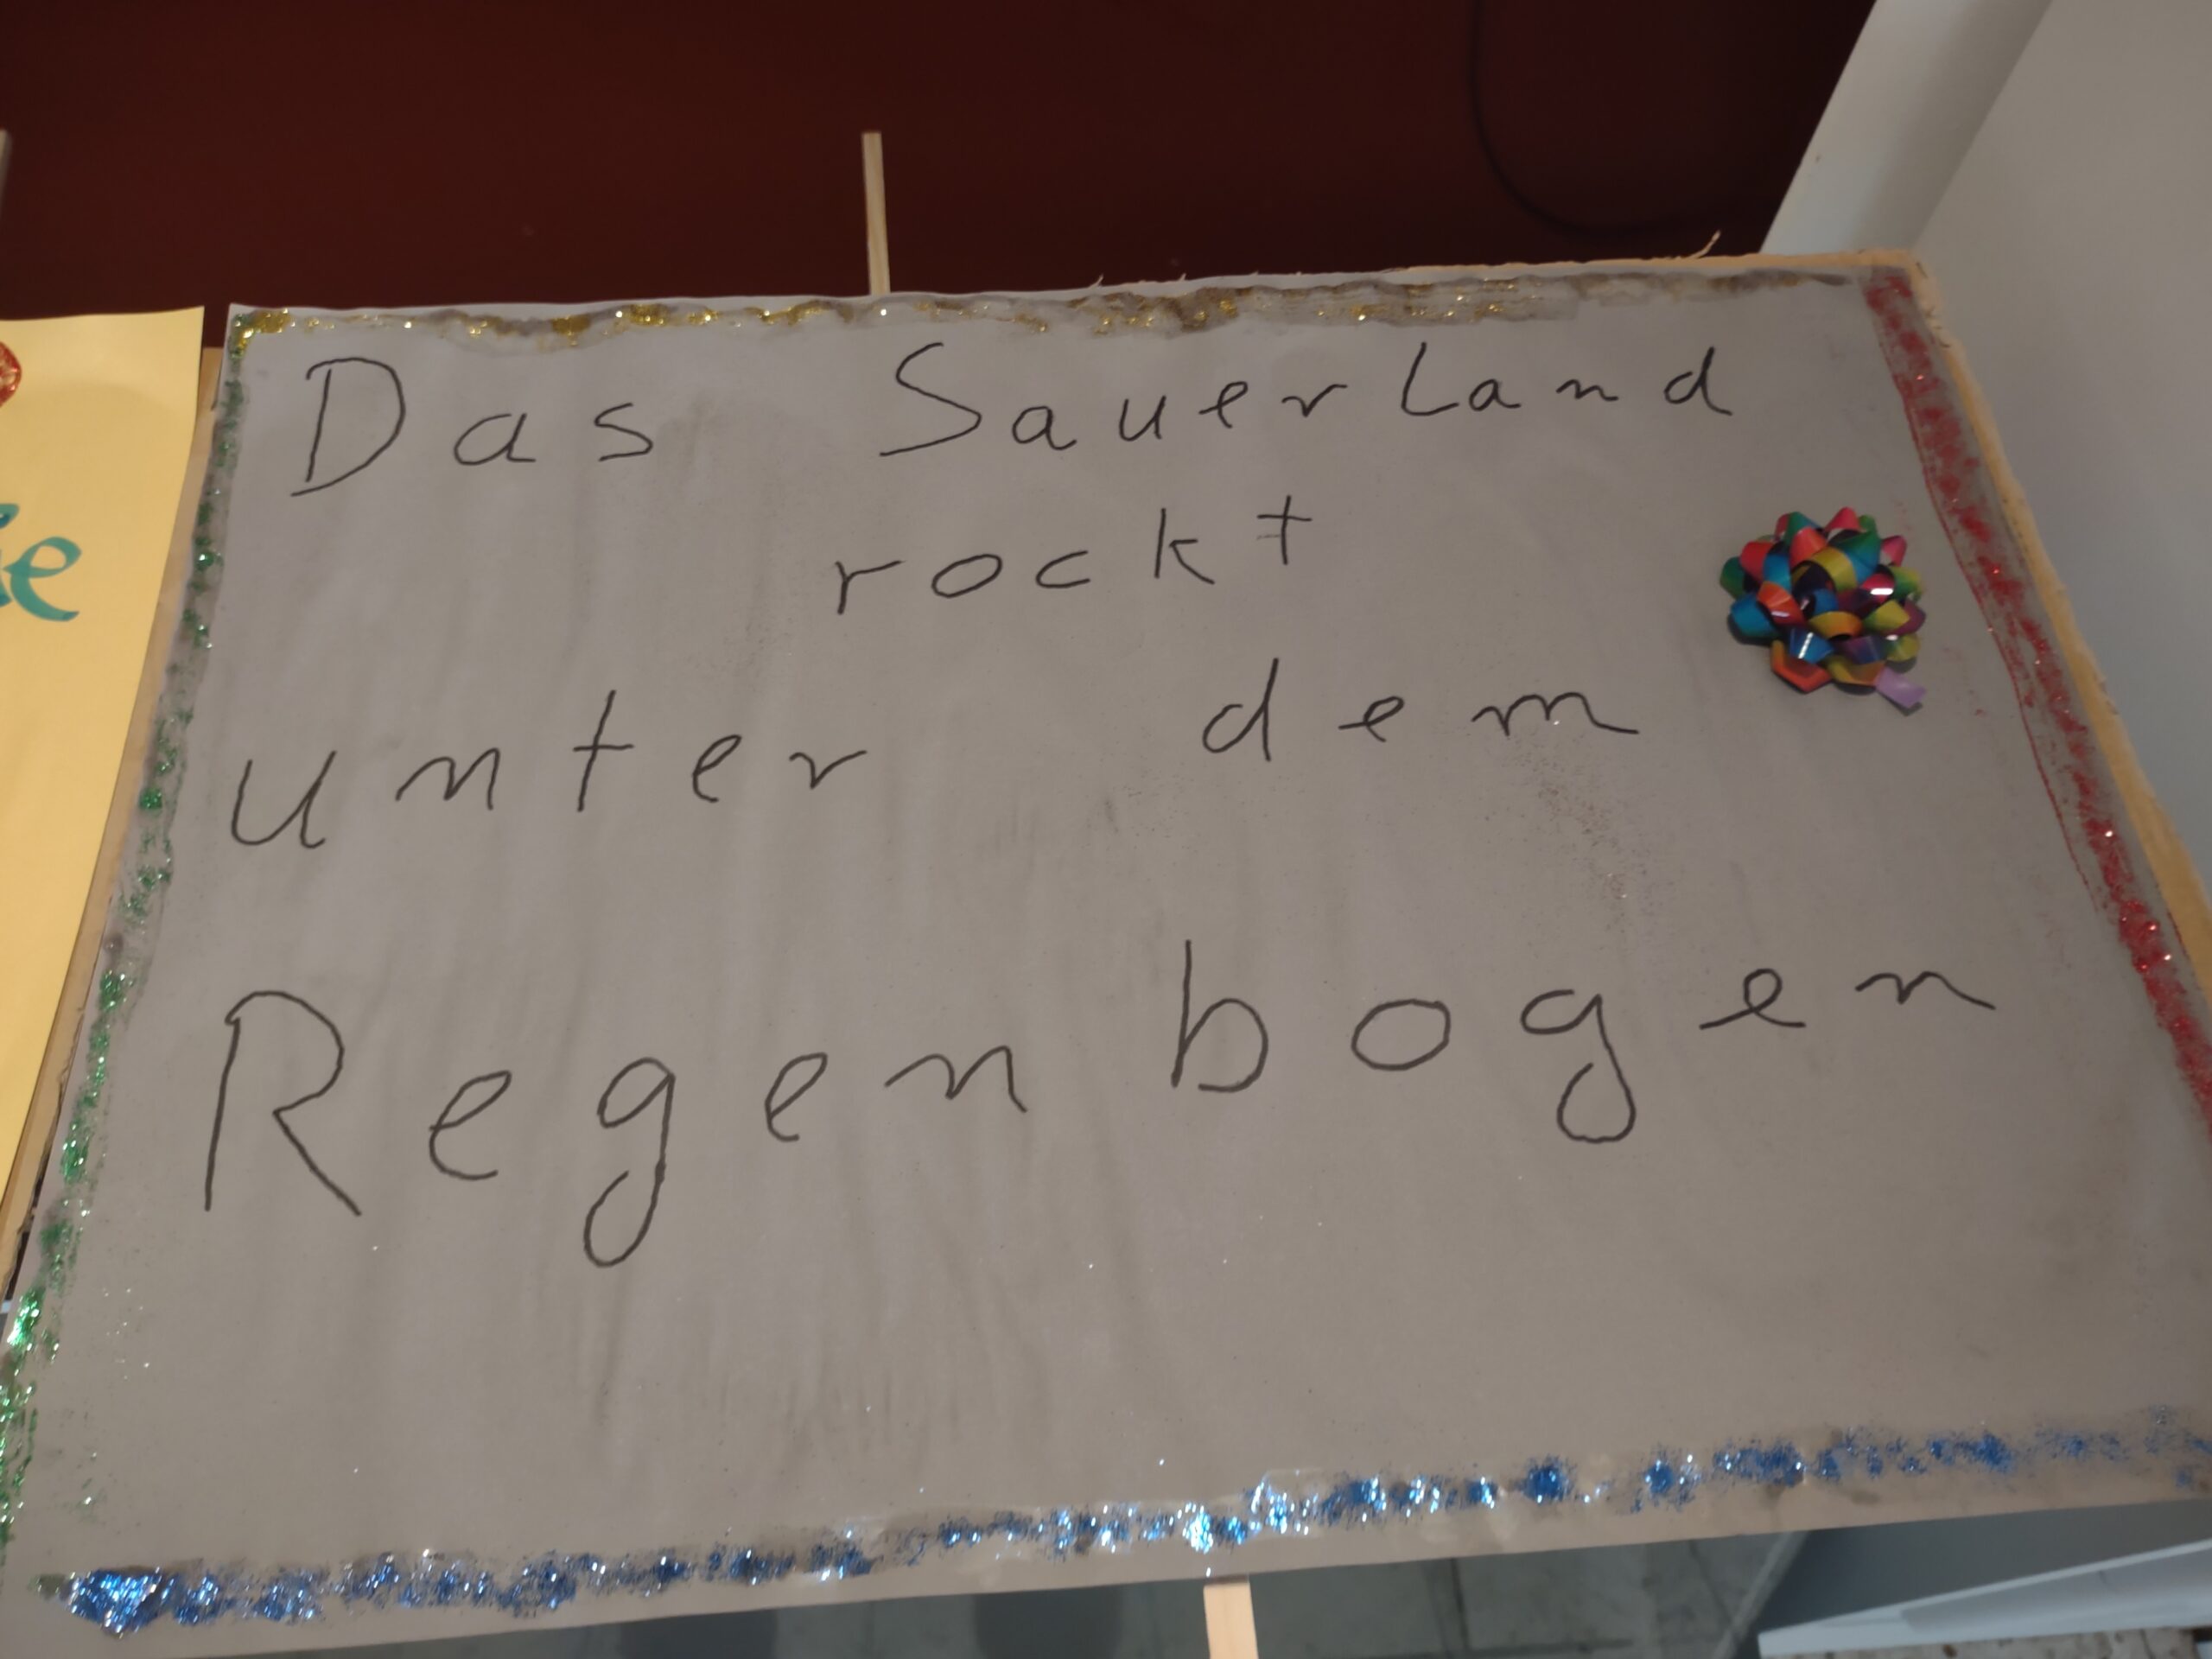 Das Sauerland
rockt
unter dem
Regenbogen